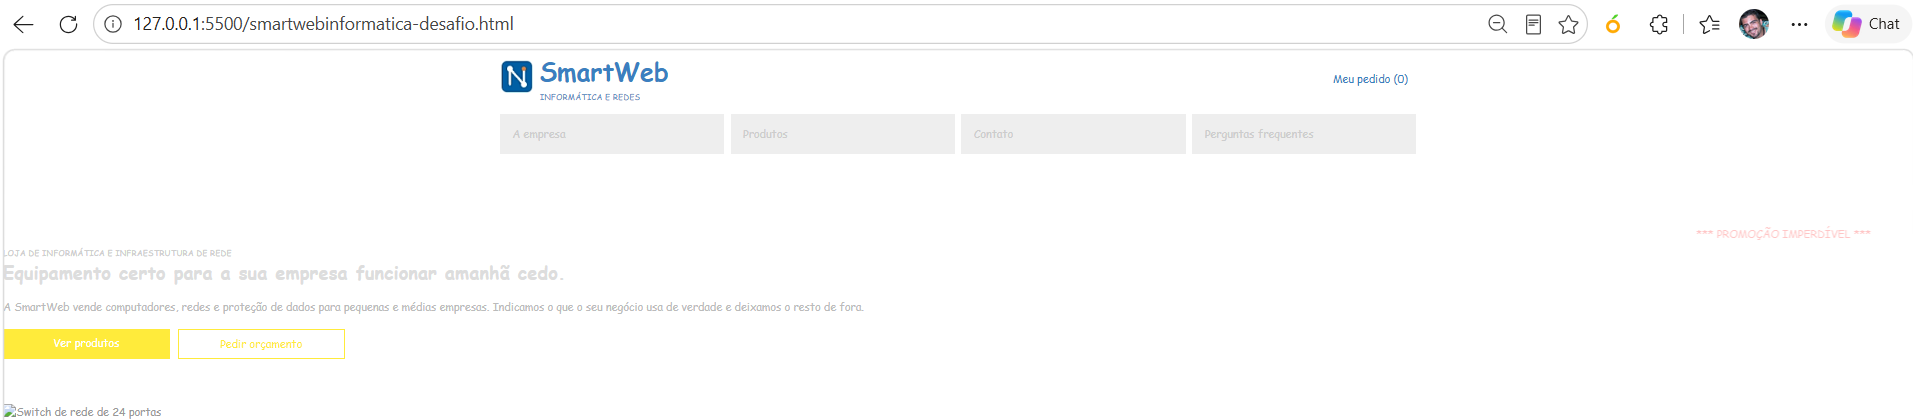 127.0.0.1:5500/smartwebinformatica-desafio.html
Chat
SmartWeb
INFORMÁTICA E REDES
Meu pedido (0)
A empresa
Produtos
Contato
Perguntas frequentes
*** PROMOÇÃO IMPERDÍVEL ***
LOJA DE INFORMÁTICA E INFRAESTRUTURA DE REDE
Equipamento certo para a sua empresa funcionar amanhã cedo.
A SmartWeb vende computadores, redes e proteção de dados para pequenas e médias empresas. Indicamos o que o seu negócio usa de verdade e deixamos o resto de fora.
Ver produtos
Pedir orçamento
Switch de rede de 24 portas